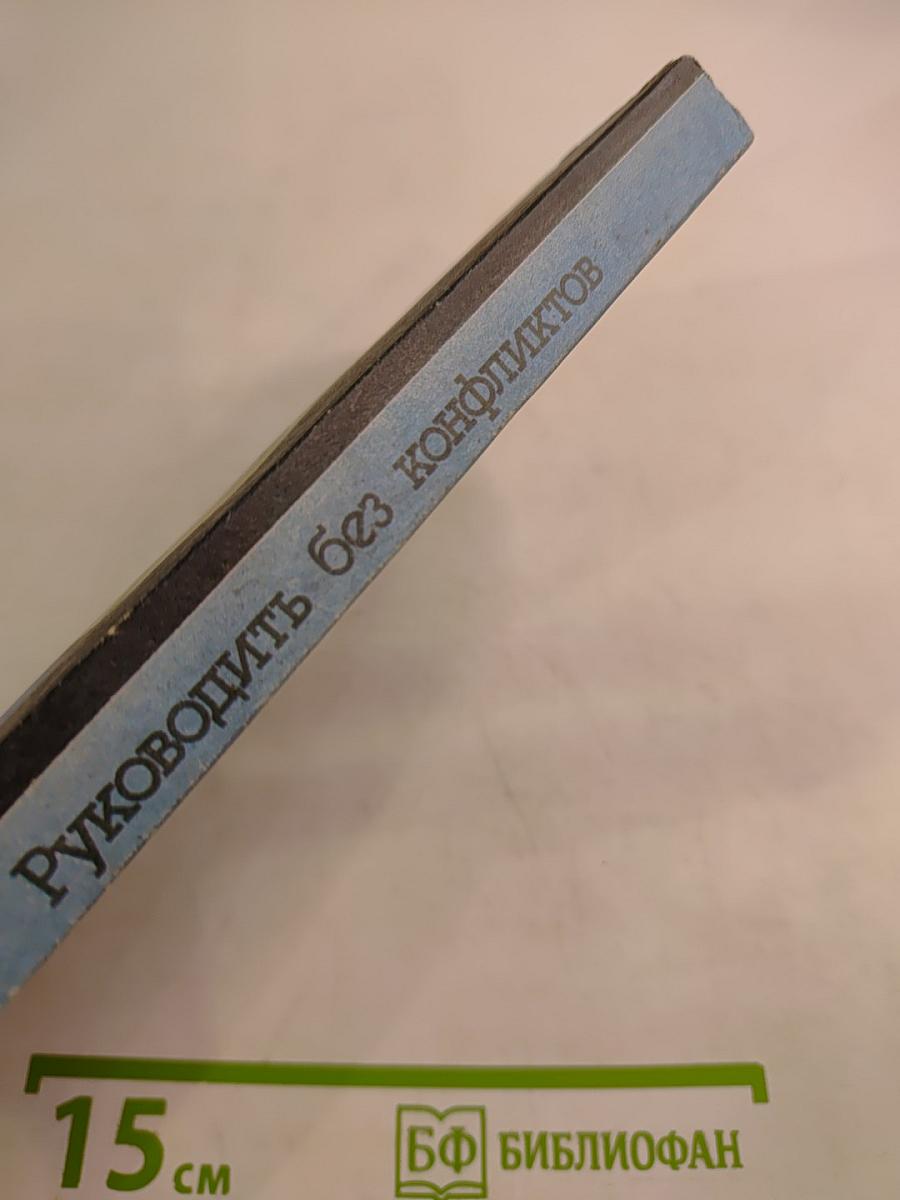 Руководить без конфликтов
15 см
БФ БИБЛИОФАН